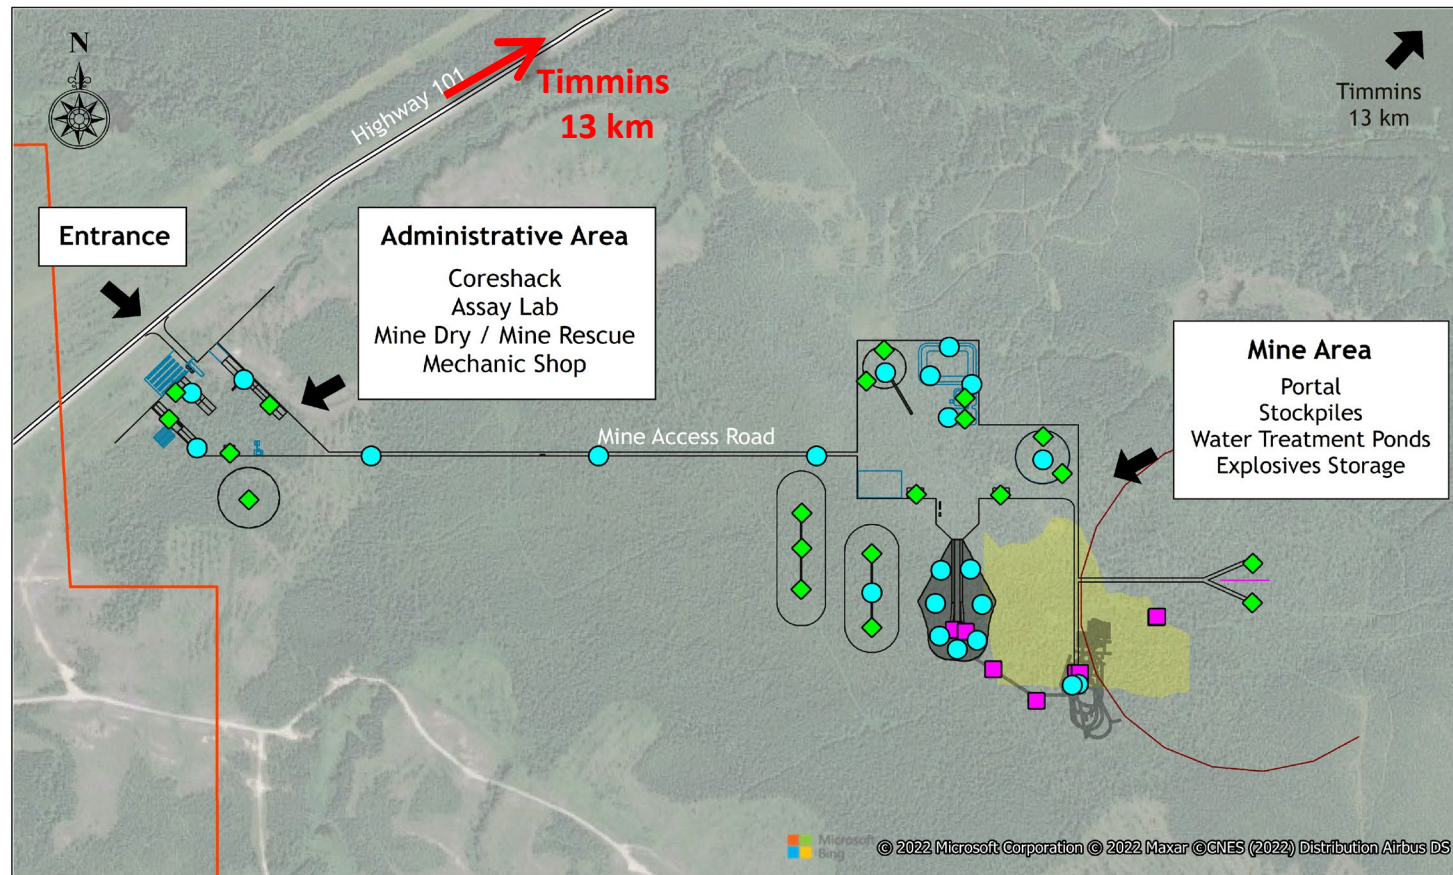 N
Highway 101
Timmins
13 km
Timmins
13 km
Entrance
Administrative Area
Coreshack
Assay Lab
Mine Dry / Mine Rescue
Mechanic Shop
Mine Area
Portal
Stockpiles
Water Treatment Ponds
Explosives Storage
Mine Access Road
Microsoft
Bing
© 2022 Microsoft Corporation © 2022 Maxar ©CNES (2022) Distribution Airbus DS